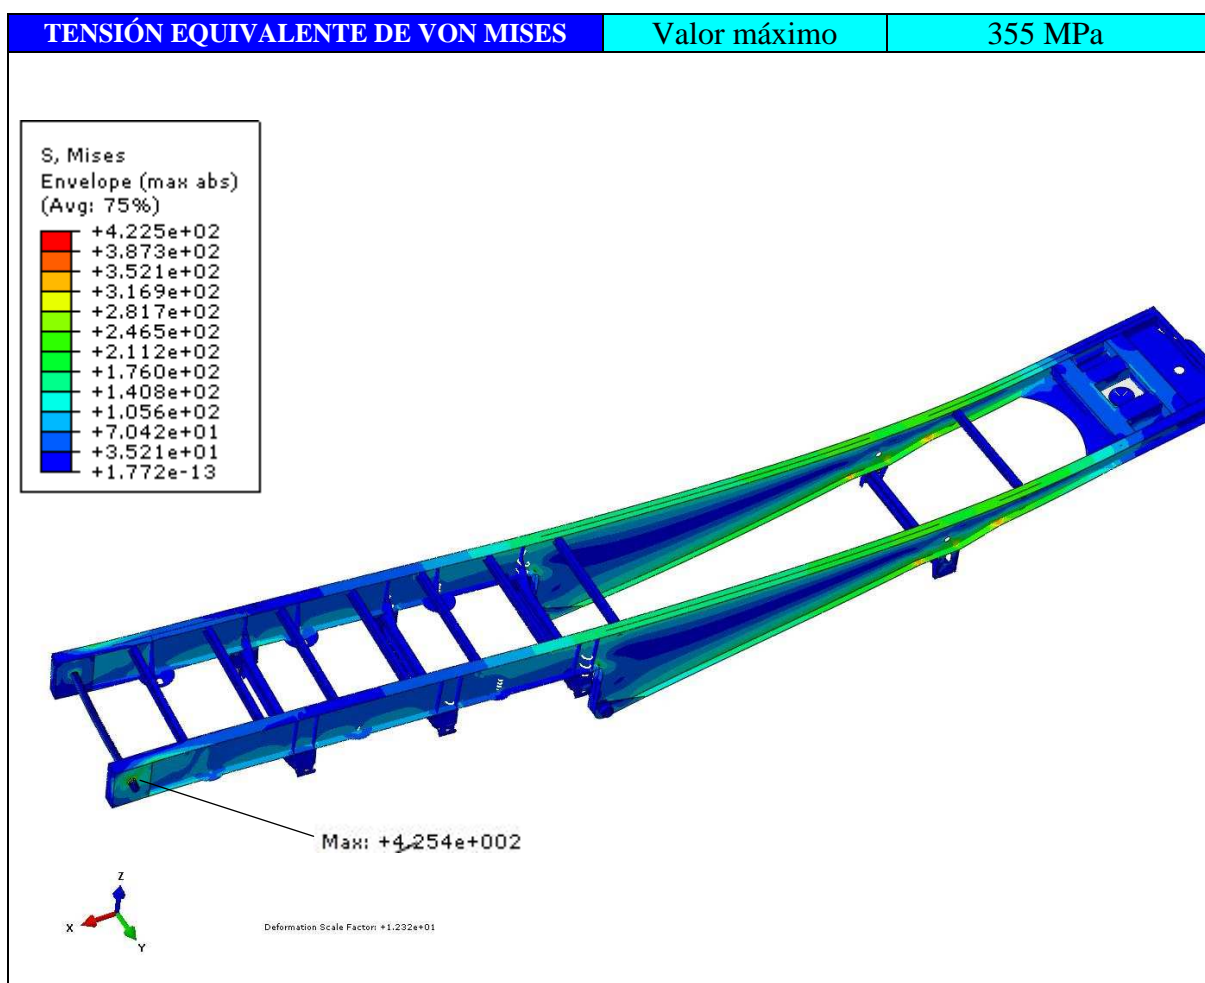 TENSIÓN EQUIVALENTE DE VON MISES Valor máximo 355 MPa
S, Mises
Envelope (max abs)
(Avg: 75%)
+4.225e+02
+3.873e+02
+3.521e+02
+3.169e+02
+2.817e+02
+2.465e+02
+2.112e+02
+1.760e+02
+1.408e+02
+1.056e+02
+7.042e+01
+3.521e+01
+1.772e-13
Max: +4.254e+002
Z
X
Y
Deformation Scale Factor: +1.232e+01